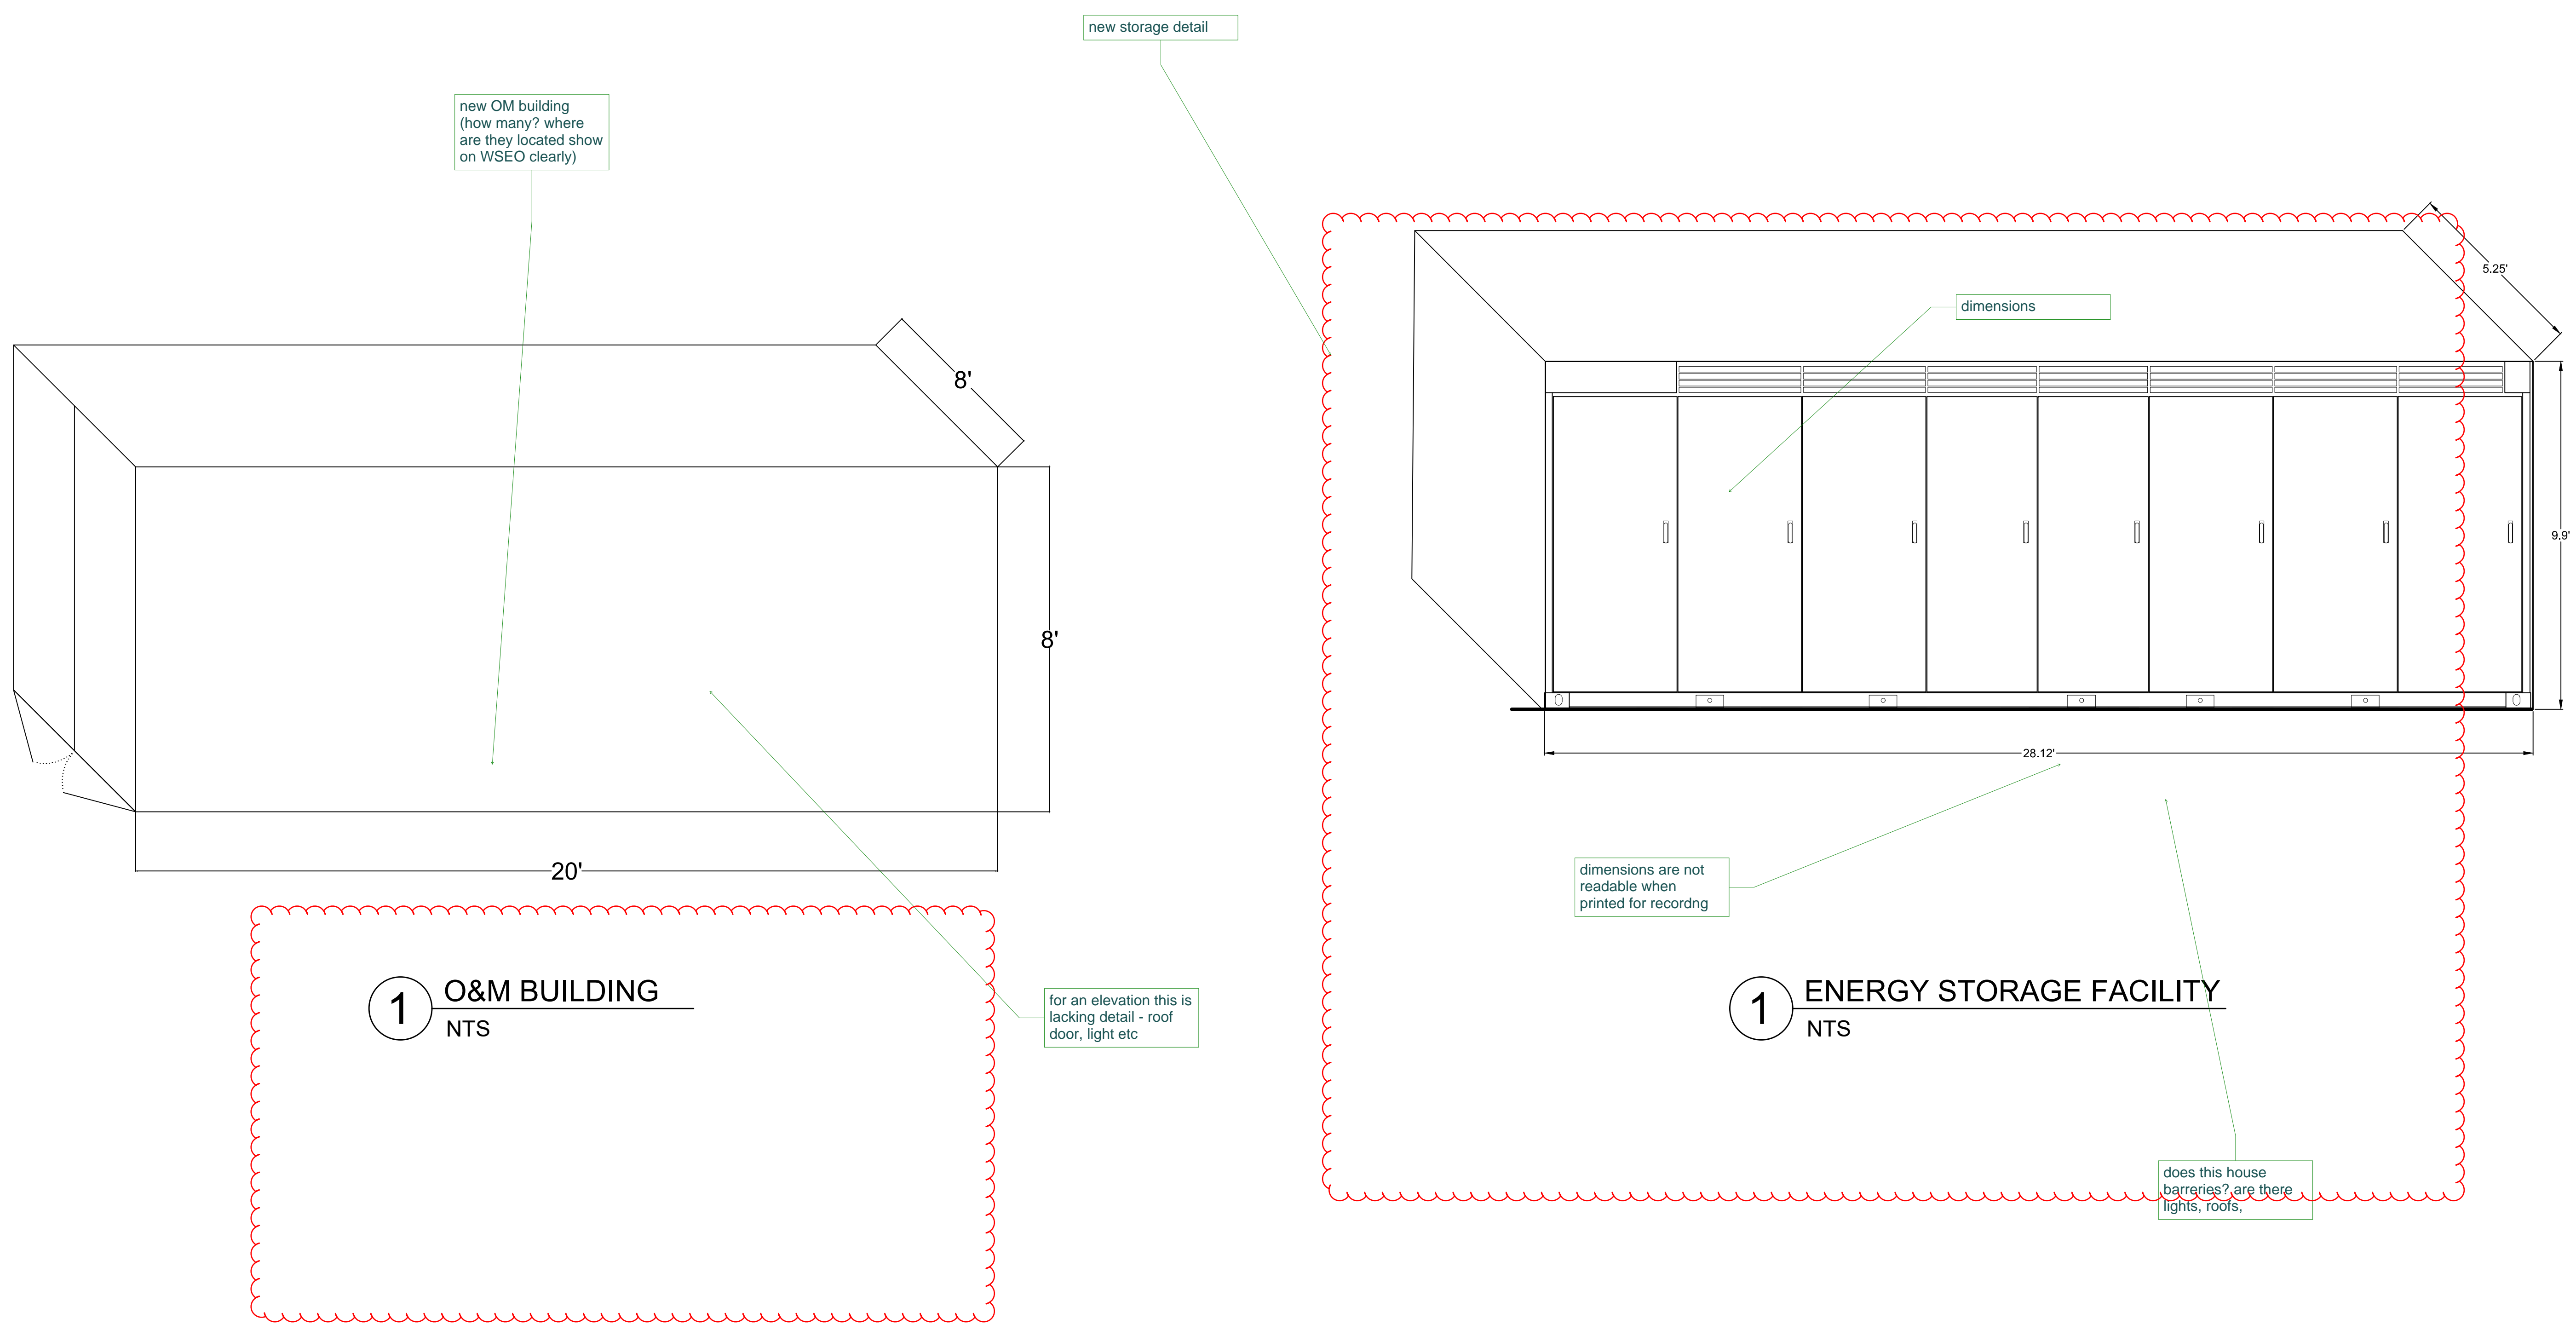 new storage detail
new OM building
(how many? where
are they located show
on WSEO clearly)
5.25'
dimensions
8'
9.9'
8'
28.12'
20'
dimensions are not
readable when
printed for recordng
1
O&M BUILDING
NTS
for an elevation this is
lacking detail - roof
door, light etc
1
ENERGY STORAGE FACILITY
NTS
does this house
barreries? are there
lights, roofs,